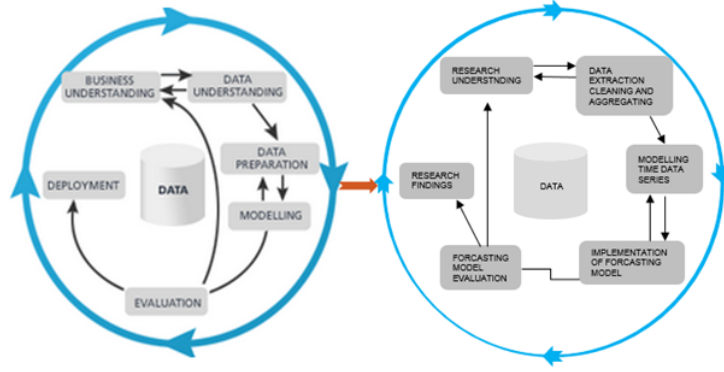 BUSINESS
UNDERSTANDING
DATA
UNDERSTANDING
DATA
PREPARATION
DEPLOYMENT
DATA
MODELLING
EVALUATION
RESEARCH
UNDERSTNDING
DATA
EXTRACTION
CLEANING AND
AGGREGATING
MODELLING
TIME DATA
SERIES
RESEARCH
FINDINGS
DATA
FORCASTING
MODEL
EVALUATION
IMPLEMENTATION
OF FORCASTING
MODEL